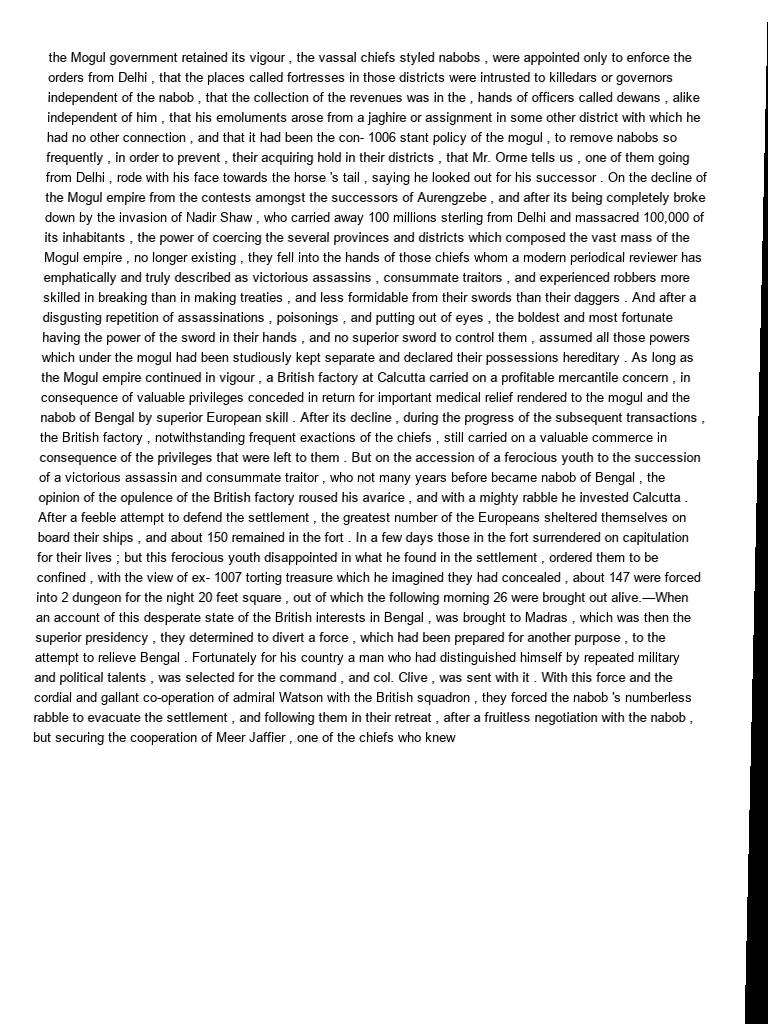 the Mogul government retained its vigour , the vassal chiefs styled nabobs , were appointed only to enforce the
orders from Delhi , that the places called fortresses in those districts were intrusted to killedars or governors
independent of the nabob , that the collection of the revenues was in the , hands of officers called dewans , alike
independent of him , that his emoluments arose from a jaghire or assignment in some other district with which he
had no other connection , and that it had been the con- 1006 stant policy of the mogul , to remove nabobs so
frequently , in order to prevent , their acquiring hold in their districts , that Mr. Orme tells us , one of them going
from Delhi , rode with his face towards the horse 's tail , saying he looked out for his successor . On the decline of
the Mogul empire from the contests amongst the successors of Aurengzebe , and after its being completely broke
down by the invasion of Nadir Shaw , who carried away 100 millions sterling from Delhi and massacred 100,000 of
its inhabitants , the power of coercing the several provinces and districts which composed the vast mass of the
Mogul empire , no longer existing , they fell into the hands of those chiefs whom a modern periodical reviewer has
emphatically and truly described as victorious assassins , consummate traitors , and experienced robbers more
skilled in breaking than in making treaties , and less formidable from their swords than their daggers . And after a
disgusting repetition of assassinations , poisonings , and putting out of eyes , the boldest and most fortunate
having the power of the sword in their hands , and no superior sword to control them , assumed all those powers
which under the mogul had been studiously kept separate and declared their possessions hereditary . As long as
the Mogul empire continued in vigour , a British factory at Calcutta carried on a profitable mercantile concern , in
consequence of valuable privileges conceded in return for important medical relief rendered to the mogul and the
nabob of Bengal by superior European skill . After its decline , during the progress of the subsequent transactions ,
the British factory , notwithstanding frequent exactions of the chiefs , still carried on a valuable commerce in
consequence of the privileges that were left to them . But on the accession of a ferocious youth to the succession
of a victorious assassin and consummate traitor , who not many years before became nabob of Bengal , the
opinion of the opulence of the British factory roused his avarice , and with a mighty rabble he invested Calcutta .
After a feeble attempt to defend the settlement , the greatest number of the Europeans sheltered themselves on
board their ships , and about 150 remained in the fort . In a few days those in the fort surrendered on capitulation
for their lives ; but this ferocious youth disappointed in what he found in the settlement , ordered them to be
confined , with the view of ex- 1007 torting treasure which he imagined they had concealed , about 147 were forced
into 2 dungeon for the night 20 feet square , out of which the following morning 26 were brought out alive.—When
an account of this desperate state of the British interests in Bengal , was brought to Madras , which was then the
superior presidency , they determined to divert a force , which had been prepared for another purpose , to the
attempt to relieve Bengal . Fortunately for his country a man who had distinguished himself by repeated military
and political talents , was selected for the command , and col. Clive , was sent with it . With this force and the
cordial and gallant co-operation of admiral Watson with the British squadron , they forced the nabob 's numberless
rabble to evacuate the settlement , and following them in their retreat , after a fruitless negotiation with the nabob ,
but securing the cooperation of Meer Jaffier , one of the chiefs who knew